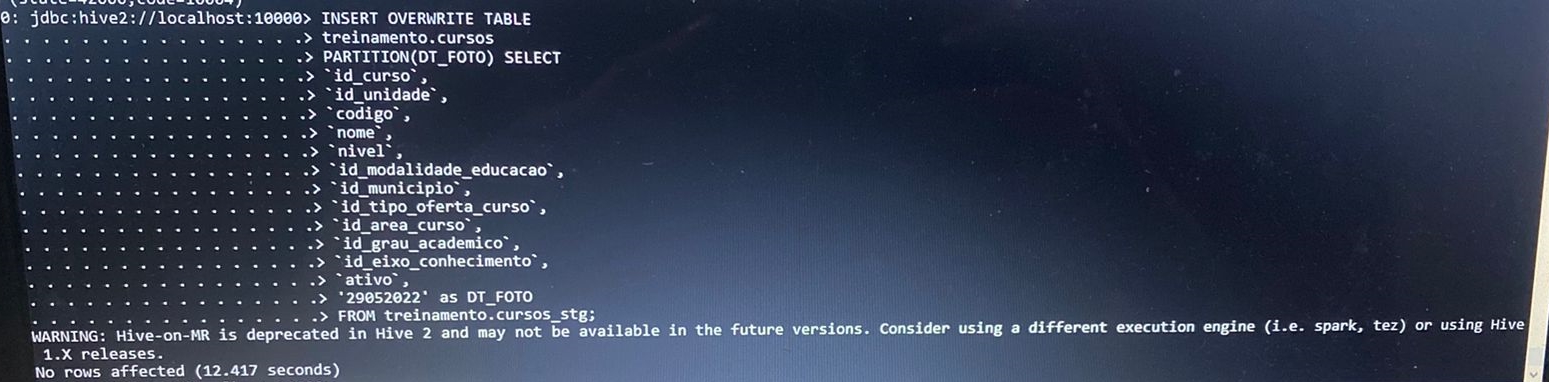 0: jdbc:hive2://localhost:10000> INSERT OVERWRITE TABLE
. . . . . . . . . . . . . . . .> treinamento.cursos
. . . . . . . . . . . . . . . .> PARTITION(DT_FOTO) SELECT
. . . . . . . . . . . . . . . .> `id_curso`,
. . . . . . . . . . . . . . . .> `id_unidade`,
. . . . . . . . . . . . . . . .> `codigo`,
. . . . . . . . . . . . . . . .> `nome`,
. . . . . . . . . . . . . . . .> `nivel`,
. . . . . . . . . . . . . . . .> `id_modalidade_educacao`,
. . . . . . . . . . . . . . . .> `id_municipio`,
. . . . . . . . . . . . . . . .> `id_tipo_oferta_curso`,
. . . . . . . . . . . . . . . .> `id_area_curso`,
. . . . . . . . . . . . . . . .> `id_grau_academico`,
. . . . . . . . . . . . . . . .> `id_eixo_conhecimento`,
. . . . . . . . . . . . . . . .> `ativo`,
. . . . . . . . . . . . . . . .> '29052022' as DT_FOTO
. . . . . . . . . . . . . . . .> FROM treinamento.cursos_stg;
WARNING: Hive-on-MR is deprecated in Hive 2 and may not be available in the future versions. Consider using a different execution engine (i.e. spark, tez) or using Hive
1.X releases.
No rows affected (12.417 seconds)